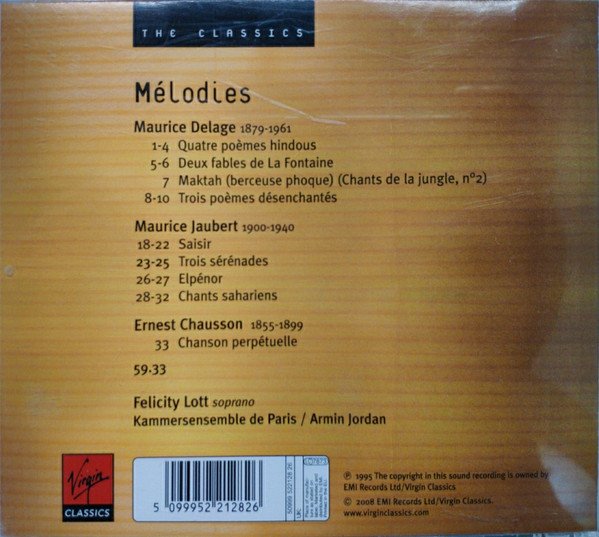 THE CLASSICS
Mélodies
Maurice Delage 1879-1961
1-4 Quatre poèmes hindous
5-6 Deux fables de La Fontaine
7 Maktah (berceuse phoque) (Chants de la jungle, n°2)
8-10 Trois poèmes désenchantés
Maurice Jaubert 1900-1940
18-22 Saisir
23-25 Trois sérénades
26-27 Elpénor
28-32 Chants sahariens
Ernest Chausson 1855-1899
33 Chanson perpétuelle
59.33
Felicity Lott soprano
Kammersensemble de Paris / Armin Jordan
Virgin
CLASSICS
5 099952 212826
50999 522128 26
UK:
LC7873
℗ 1995 The copyright in this sound recording is owned by
EMI Records Ltd/Virgin Classics
© 2008 EMI Records Ltd/Virgin Classics.
www.virginclassics.com